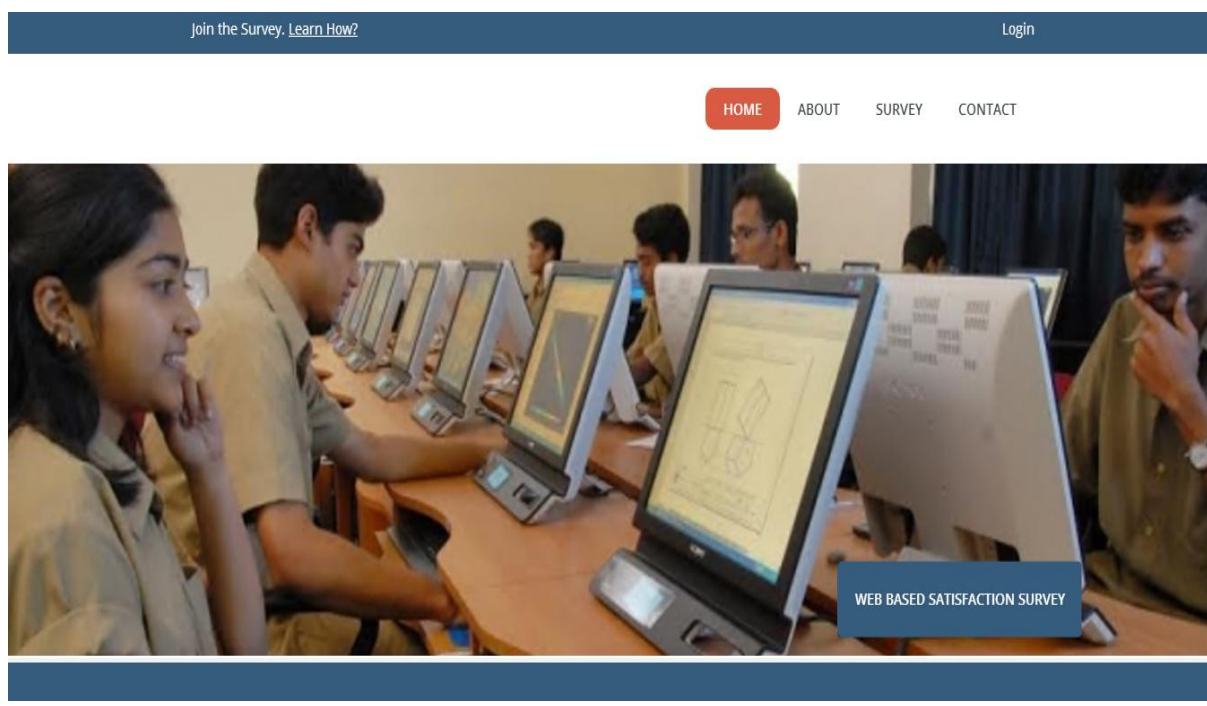 Join the Survey. Learn How?
Login
HOME ABOUT SURVEY CONTACT
WEB BASED SATISFACTION SURVEY